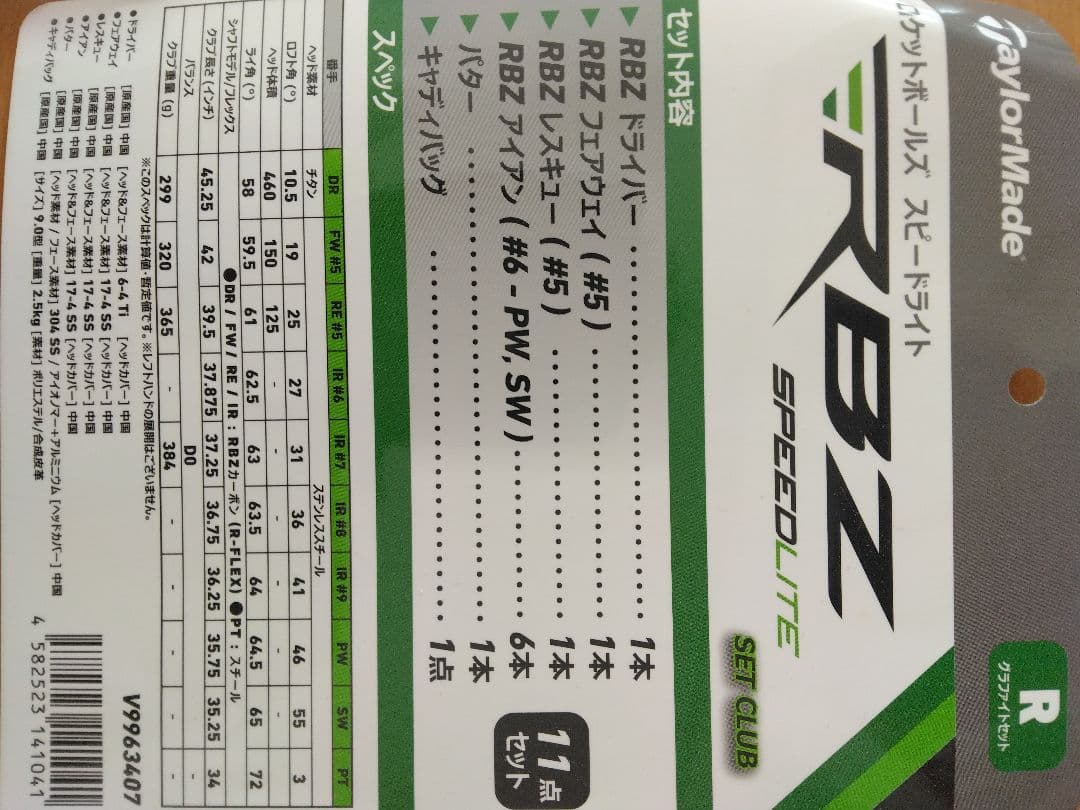 TaylorMade
R
グラファイトセット
ロケットボールズ スピードライト
RBZ
SPEEDLITE
SET CLUB
セット内容
▶ RBZ ドライバー ………… 1本
▶ RBZ フェアウェイ ( #5 ) ………… 1本
▶ RBZ レスキュー ( #5 ) ………… 1本
▶ RBZ アイアン ( #6 - PW, SW ) ………… 6本
▶ パター ………… 1本
▶ キャディバッグ ………… 1点
11点
セット
スペック
番手 DR FW #5 RE #5 IR #6 IR #7 IR #8 IR #9 PW SW PT
ヘッド素材 チタン ステンレススチール
ロフト角 (°) 10.5 19 25 27 31 36 41 46 55 3
ヘッド体積 460 150 125 - - - - - -
ライ角 (°) 58 59.5 61 62.5 63 63.5 64 64.5 65 72
シャフトモデル/フレックス ●DR / FW / RE / IR : RBZカーボン (R-FLEX) ●PT : スチール
クラブ長さ (インチ) 45.25 42 39.5 37.875 37.25 36.75 36.25 35.75 35.25 34
バランス D0 -
クラブ重量 (g) 299 320 365 - 384 - - - - -
※このスペックは計算値・暫定値です。※レフトハンドの展開はございません。
●ドライバー [原産国] 中国 [ヘッド&フェース素材] 6-4 Ti [ヘッドカバー] 中国
●フェアウェイ [原産国] 中国 [ヘッド&フェース素材] 17-4 SS [ヘッドカバー] 中国
●レスキュー [原産国] 中国 [ヘッド&フェース素材] 17-4 SS [ヘッドカバー] 中国
●アイアン [原産国] 中国 [ヘッド&フェース素材] 17-4 SS
●パター [原産国] 中国 [ヘッド素材 / フェース素材] 304 SS / アイオノマー+アルミニウム [ヘッドカバー] 中国
●キャディバッグ [原産国] 中国 [サイズ] 9.0型 [重量] 2.5kg [素材] ポリエステル/合成皮革
V9963407
4 582523 141041